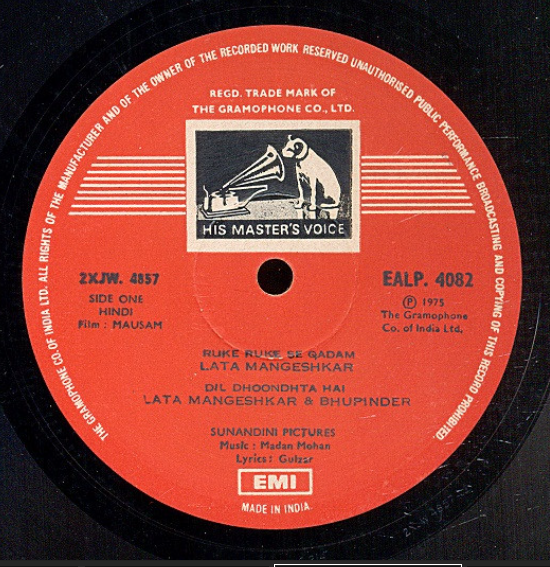 THE GRAMOPHONE CO. OF INDIA LTD. ALL RIGHTS OF THE MANUFACTURER AND OF THE OWNER OF THE RECORDED WORK RESERVED UNAUTHORISED PUBLIC PERFORMANCE BROADCASTING AND COPYING OF THIS RECORD PROHIBITED
REGD. TRADE MARK OF
THE GRAMOPHONE CO., LTD.
HIS MASTER'S VOICE
2XJW. 4857
SIDE ONE
HINDI
Film : MAUSAM
EALP. 4082
Ⓟ 1975
The Gramophone
Co. of India Ltd.
RUKE RUKE SE QADAM
LATA MANGESHKAR
DIL DHOONDHTA HAI
LATA MANGESHKAR & BHUPINDER
SUNANDINI PICTURES
Music : Madan Mohan
Lyrics : Gulzar
EMI
MADE IN INDIA.